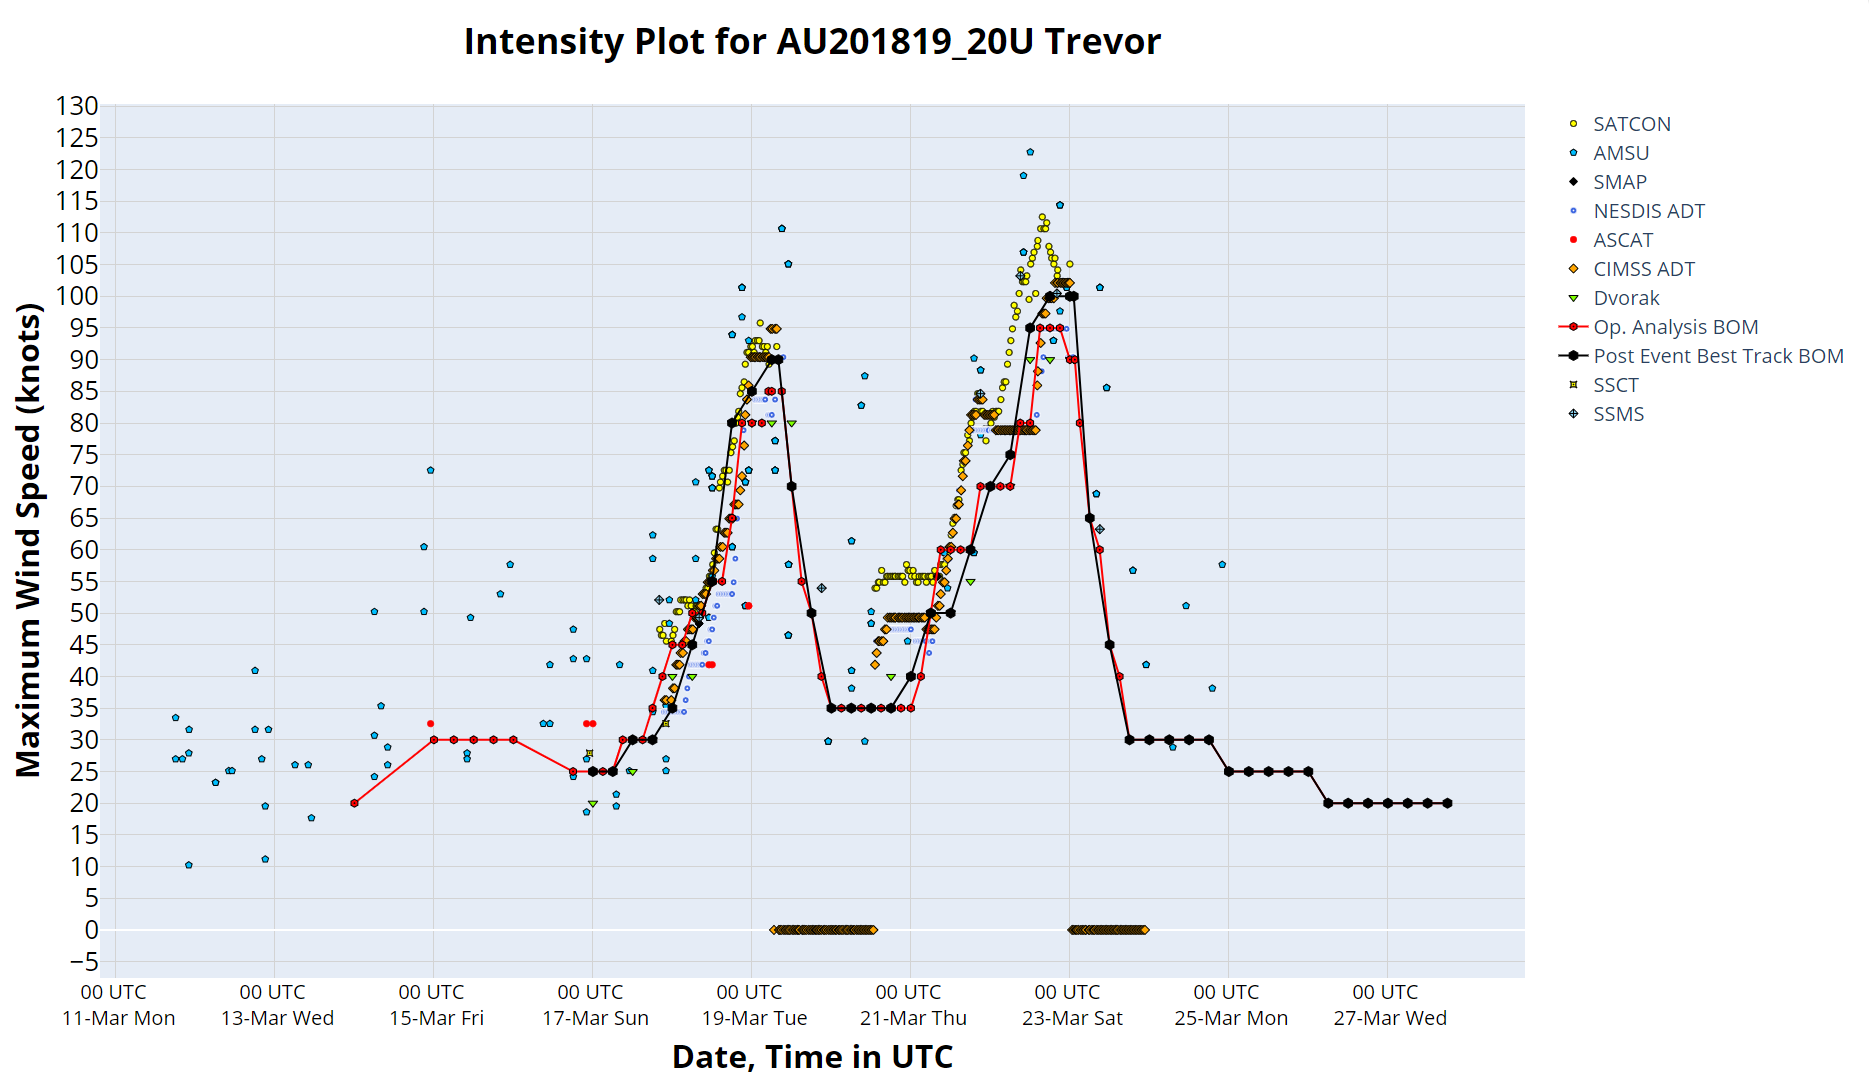 Intensity Plot for AU201819_20U Trevor
Maximum Wind Speed (knots)
130
125
120
115
110
105
100
95
90
85
80
75
70
65
60
55
50
45
40
35
30
25
20
15
10
5
0
−5
00 UTC 00 UTC 00 UTC 00 UTC 00 UTC 00 UTC 00 UTC 00 UTC 00 UTC
11-Mar Mon 13-Mar Wed 15-Mar Fri 17-Mar Sun 19-Mar Tue 21-Mar Thu 23-Mar Sat 25-Mar Mon 27-Mar Wed
Date, Time in UTC
SATCON
AMSU
SMAP
NESDIS ADT
ASCAT
CIMSS ADT
Dvorak
Op. Analysis BOM
Post Event Best Track BOM
SSCT
SSMS